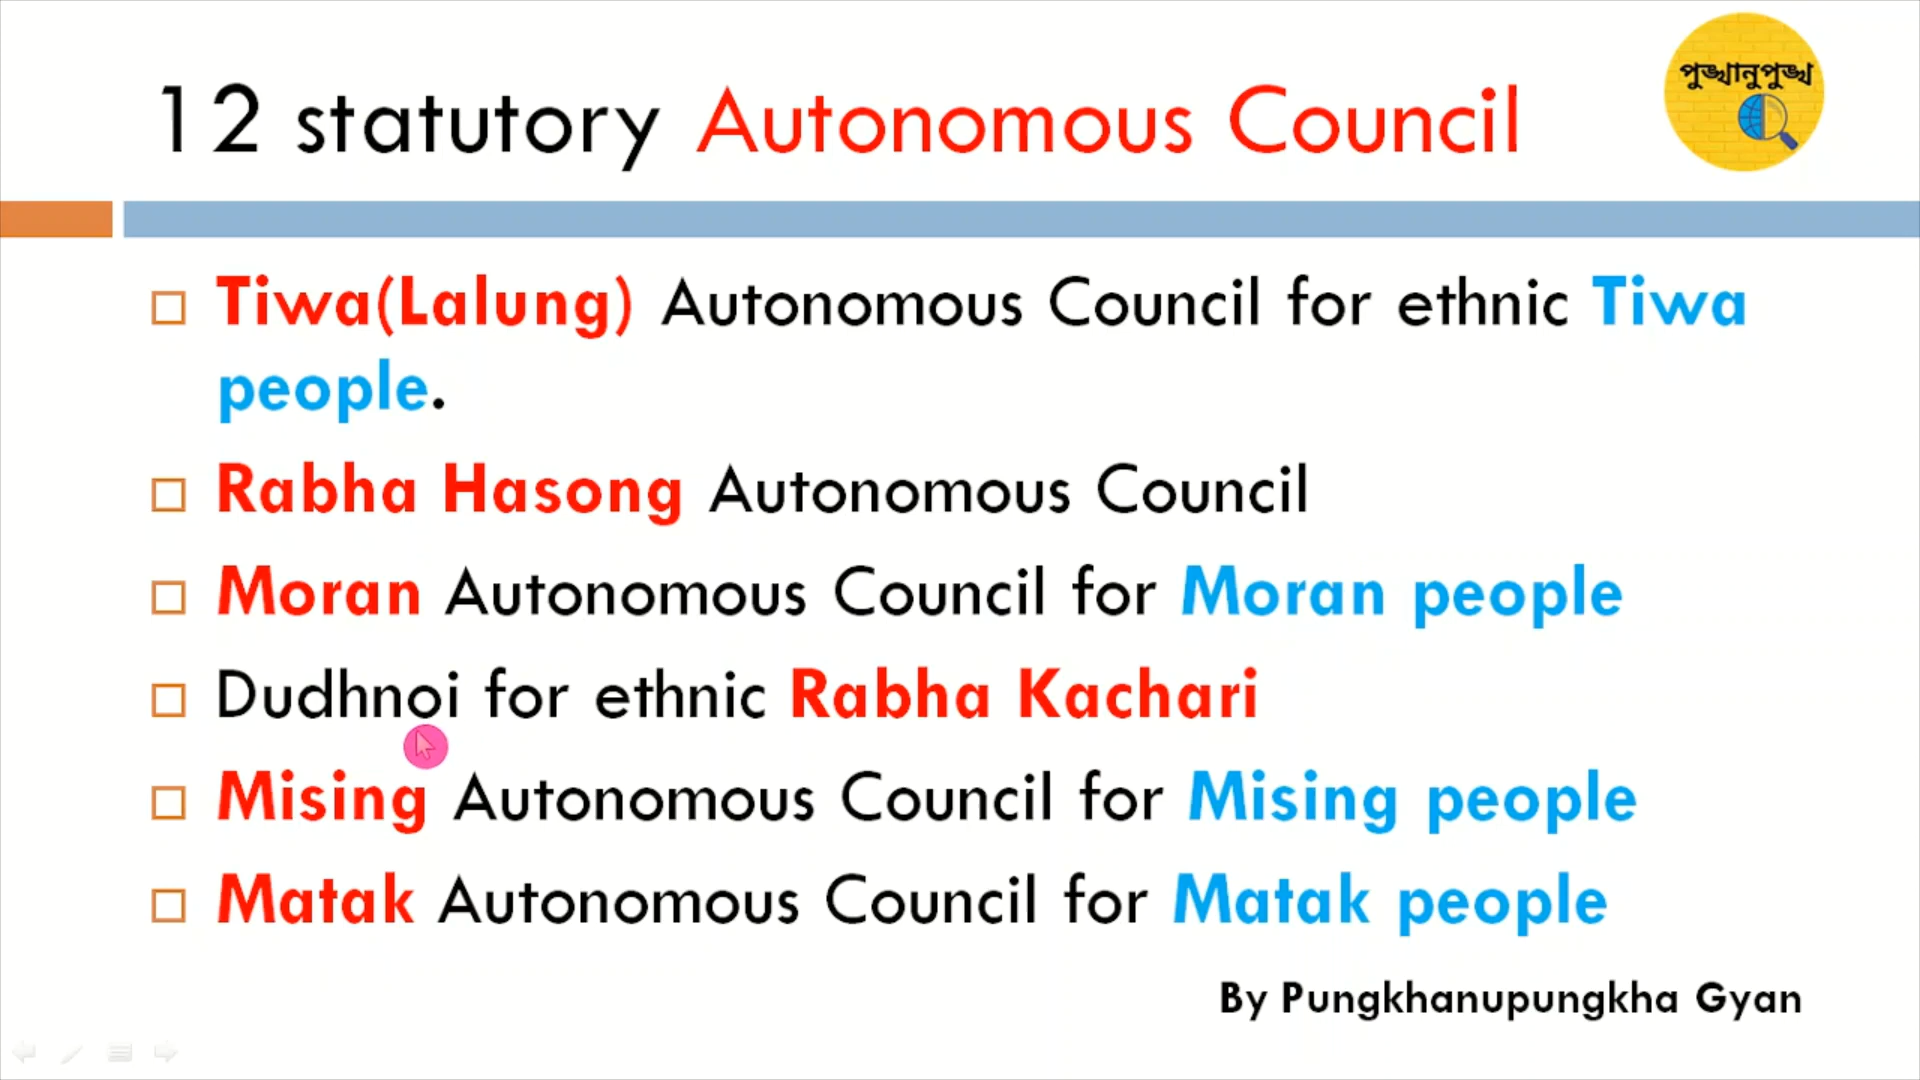 12 statutory Autonomous Council
পুঙ্খানুপুঙ্খ
Tiwa(Lalung) Autonomous Council for ethnic Tiwa
people.
Rabha Hasong Autonomous Council
Moran Autonomous Council for Moran people
Dudhnoi for ethnic Rabha Kachari
Mising Autonomous Council for Mising people
Matak Autonomous Council for Matak people
By Pungkhanupungkha Gyan